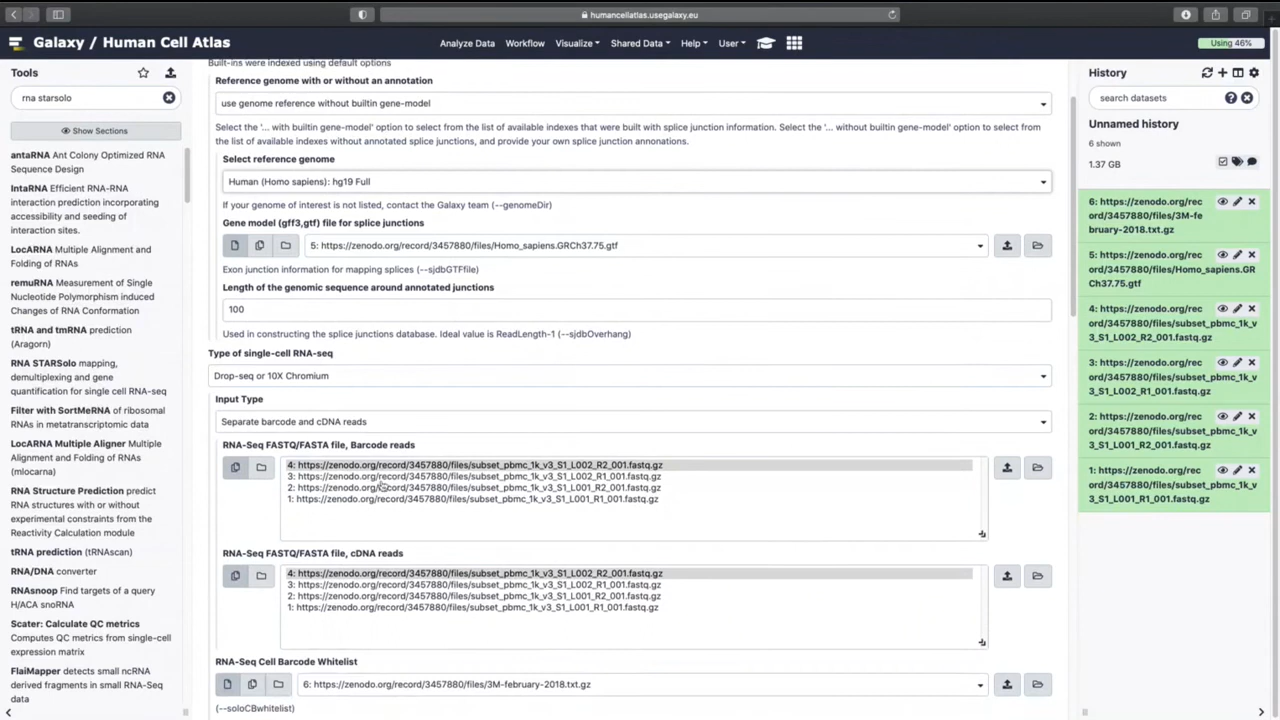 humancellatlas.usegalaxy.eu
Galaxy / Human Cell Atlas
Analyze Data
Workflow
Visualize
Shared Data
Help
User
Using 46%
Tools
rna starsolo
Show Sections
antaRNA Ant Colony Optimized RNA
Sequence Design
IntaRNA Efficient RNA-RNA
interaction prediction incorporating
accessibility and seeding of
interaction sites.
LocARNA Multiple Alignment and
Folding of RNAs
remuRNA Measurement of Single
Nucleotide Polymorphism induced
Changes of RNA Conformation
tRNA and tmRNA prediction
(Aragorn)
RNA STARSolo mapping,
demultiplexing and gene
quantification for single cell RNA-seq
Filter with SortMeRNA of ribosomal
RNAs in metatranscriptomic data
LocARNA Multiple Aligner Multiple
Alignment and Folding of RNAs
(mlocarna)
RNA Structure Prediction predict
RNA structures with or without
experimental constraints from the
Reactivity Calculation module
tRNA prediction (tRNAscan)
RNA/DNA converter
RNAsnoop Find targets of a query
H/ACA snoRNA
Scater: Calculate QC metrics
Computes QC metrics from single-cell
expression matrix
FlaiMapper detects small ncRNA
derived fragments in small RNA-Seq
data
Built-ins were indexed using default options
Reference genome with or without an annotation
use genome reference without builtin gene-model
Select the '... with builtin gene-model' option to select from the list of available indexes that were built with splice junction information. Select the '... without builtin gene-model' option to select from
the list of available indexes without annotated splice junctions, and provide your own splice junction annonations.
Select reference genome
Human (Homo sapiens): hg19 Full
If your genome of interest is not listed, contact the Galaxy team (--genomeDir)
Gene model (gff3,gtf) file for splice junctions
5: https://zenodo.org/record/3457880/files/Homo_sapiens.GRCh37.75.gtf
Exon junction information for mapping splices (--sjdbGTFfile)
Length of the genomic sequence around annotated junctions
100
Used in constructing the splice junctions database. Ideal value is ReadLength-1 (--sjdbOverhang)
Type of single-cell RNA-seq
Drop-seq or 10X Chromium
Input Type
Separate barcode and cDNA reads
RNA-Seq FASTQ/FASTA file, Barcode reads
4: https://zenodo.org/record/3457880/files/subset_pbmc_1k_v3_S1_L002_R2_001.fastq.gz
3: https://zenodo.org/record/3457880/files/subset_pbmc_1k_v3_S1_L002_R1_001.fastq.gz
2: https://zenodo.org/record/3457880/files/subset_pbmc_1k_v3_S1_L001_R2_001.fastq.gz
1: https://zenodo.org/record/3457880/files/subset_pbmc_1k_v3_S1_L001_R1_001.fastq.gz
RNA-Seq FASTQ/FASTA file, cDNA reads
4: https://zenodo.org/record/3457880/files/subset_pbmc_1k_v3_S1_L002_R2_001.fastq.gz
3: https://zenodo.org/record/3457880/files/subset_pbmc_1k_v3_S1_L002_R1_001.fastq.gz
2: https://zenodo.org/record/3457880/files/subset_pbmc_1k_v3_S1_L001_R2_001.fastq.gz
1: https://zenodo.org/record/3457880/files/subset_pbmc_1k_v3_S1_L001_R1_001.fastq.gz
RNA-Seq Cell Barcode Whitelist
6: https://zenodo.org/record/3457880/files/3M-february-2018.txt.gz
(--soloCBwhitelist)
History
search datasets
Unnamed history
6 shown
1.37 GB
6: https://zenodo.org/rec
ord/3457880/files/3M-fe
bruary-2018.txt.gz
5: https://zenodo.org/rec
ord/3457880/files/Homo_sapiens.GR
Ch37.75.gtf
4: https://zenodo.org/rec
ord/3457880/files/subset_pbmc_1k_v
3_S1_L002_R2_001.fastq.gz
3: https://zenodo.org/rec
ord/3457880/files/subset_pbmc_1k_v
3_S1_L002_R1_001.fastq.gz
2: https://zenodo.org/rec
ord/3457880/files/subset_pbmc_1k_v
3_S1_L001_R2_001.fastq.gz
1: https://zenodo.org/rec
ord/3457880/files/subset_pbmc_1k_v
3_S1_L001_R1_001.fastq.gz